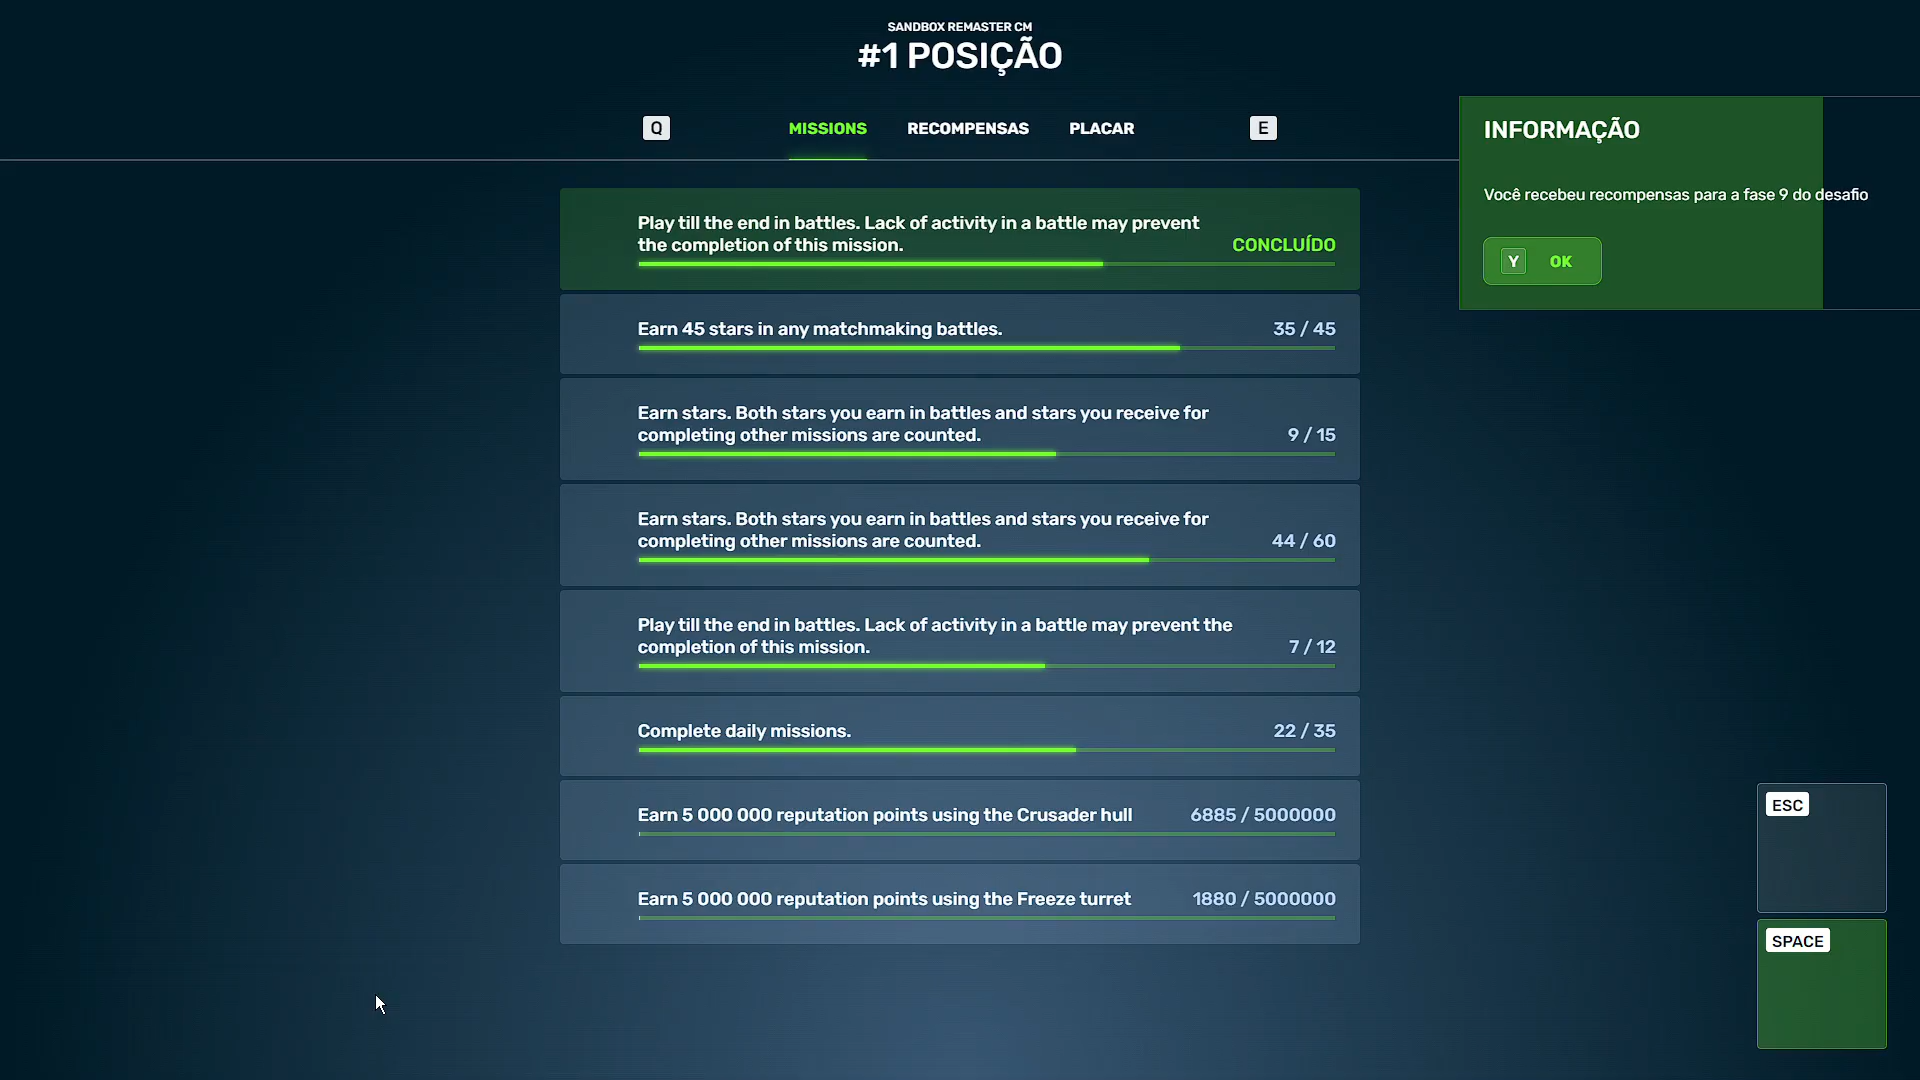 SANDBOX REMASTER CM
#1 POSIÇÃO
Q
MISSIONS
RECOMPENSAS
PLACAR
E
INFORMAÇÃO
Você recebeu recompensas para a fase 9 do desafio
Y OK
Play till the end in battles. Lack of activity in a battle may prevent
the completion of this mission.
CONCLUÍDO
Earn 45 stars in any matchmaking battles.
35 / 45
Earn stars. Both stars you earn in battles and stars you receive for
completing other missions are counted.
9 / 15
Earn stars. Both stars you earn in battles and stars you receive for
completing other missions are counted.
44 / 60
Play till the end in battles. Lack of activity in a battle may prevent the
completion of this mission.
7 / 12
Complete daily missions.
22 / 35
Earn 5 000 000 reputation points using the Crusader hull
6885 / 5000000
Earn 5 000 000 reputation points using the Freeze turret
1880 / 5000000
ESC
SPACE